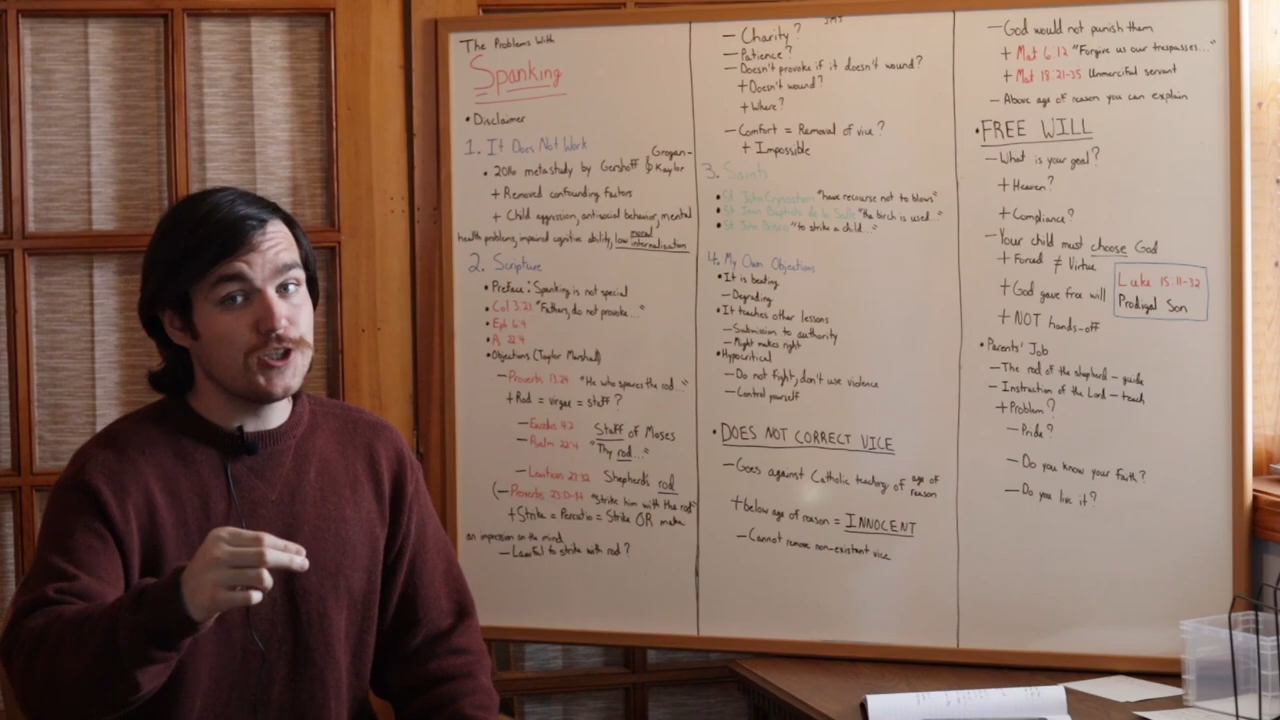 The Problems With
Spanking
• Disclaimer
1. It Does Not Work
• 2016 metastudy by Gershoff & Grogan-Kaylor
+ Removed confounding factors
+ Child aggression, antisocial behavior, mental
health problems, impaired cognitive ability, low moral internalization
2. Scripture
• Preface: Spanking is not special
• Col 3:21 "Fathers, do not provoke..."
• Eph 6:4
• Ps 22:4
• Objections (Taylor Marshall)
— Proverbs 13:24 "He who spares the rod"
+ Rod = virgae = staff?
— Exodus 4:2 Staff of Moses
— Psalm 22:4 "Thy rod..."
— Leviticus 27:32 Shepherd's rod
(— Proverbs 23:13-14 "Strike him with the rod"
+ Strike = Percutio = Strike OR make
an impression on the mind
— Lawful to strike with rod?
— Charity?
— Patience?
— Doesn't provoke if it doesn't wound?
+ Doesn't wound?
+ Where?
— Comfort = Removal of vice?
+ Impossible
3. Saints
• St. John Chrysostom "have recourse not to blows"
• St. Jean Baptiste de la Salle "the birch is used..."
• St John Bosco "to strike a child..."
4. My Own Objections
• It is beating
— Degrading
• It teaches other lessons
— Submission to authority
— Might makes right
• Hypocritical
— Do not fight, don't use violence
— Control yourself
• DOES NOT CORRECT VICE
— Goes against Catholic teaching of age of reason
+ below age of reason = INNOCENT
— Cannot remove non-existent vice
— God would not punish them
+ Mat 6:12 "Forgive us our trespasses..."
+ Mat 18:21-35 Unmerciful servant
— Above age of reason you can explain
• FREE WILL
— What is your goal?
+ Heaven?
+ Compliance?
— Your child must choose God
+ Forced ≠ Virtue
+ God gave free will
+ NOT hands-off
Luke 15:11-32
Prodigal Son
• Parents' Job
— The rod of the shepherd — guide
— Instruction of the Lord — teach
+ Problem?
— Pride?
— Do you know your faith?
— Do you live it?